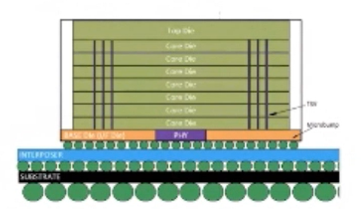 Top Die
Core Die
Core Die
Core Die
Core Die
Core Die
Core Die
Core Die
TSV
Microbump
BASE Die
PHY
INTERPOSER
SUBSTRATE